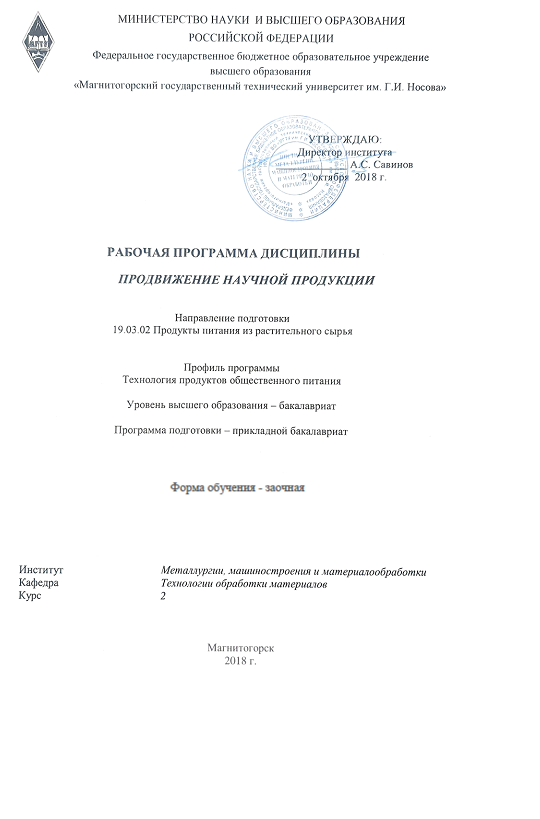 МИНИСТЕРСТВО НАУКИ И ВЫСШЕГО ОБРАЗОВАНИЯ
РОССИЙСКОЙ ФЕДЕРАЦИИ
Федеральное государственное бюджетное образовательное учреждение
высшего образования
«Магнитогорский государственный технический университет им. Г.И. Носова»
УТВЕРЖДАЮ:
Директор института
А.С. Савинов
2 октября 2018 г.
РАБОЧАЯ ПРОГРАММА ДИСЦИПЛИНЫ
ПРОДВИЖЕНИЕ НАУЧНОЙ ПРОДУКЦИИ
Направление подготовки
19.03.02 Продукты питания из растительного сырья
Профиль программы
Технология продуктов общественного питания
Уровень высшего образования – бакалавриат
Программа подготовки – прикладной бакалавриат
Форма обучения - заочная
Институт Металлургии, машиностроения и материалообработки
Кафедра Технологии обработки материалов
Курс 2
Магнитогорск
2018 г.